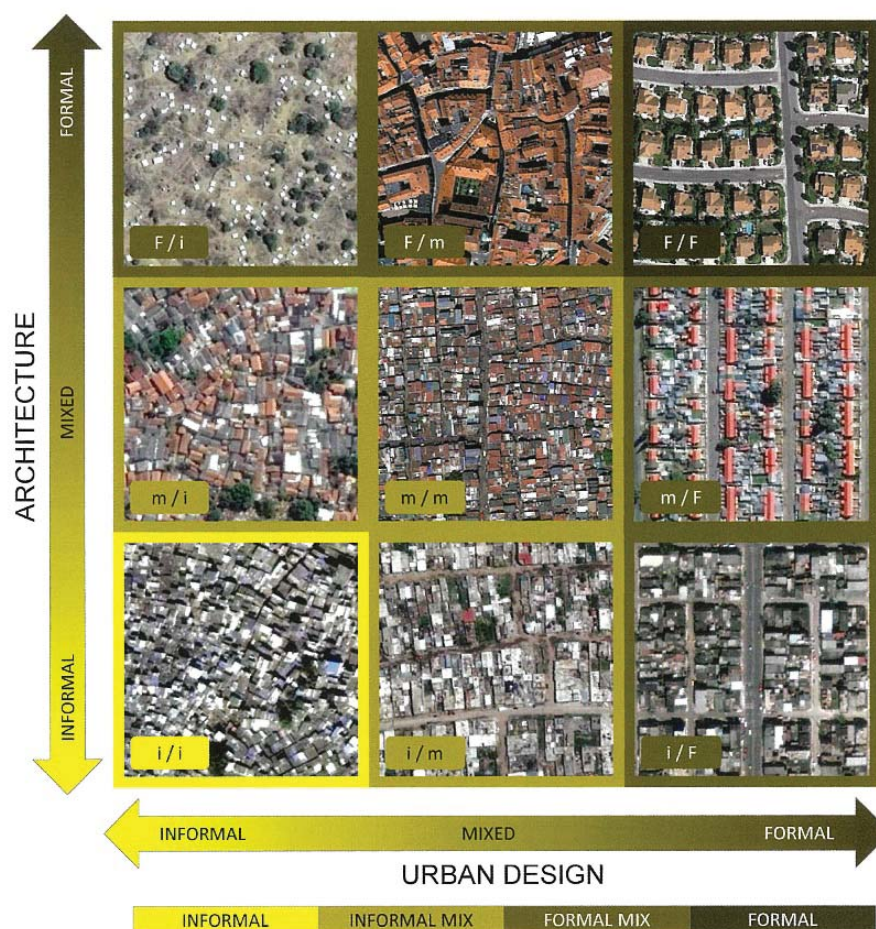 FORMAL
F / i
F / m
F / F
ARCHITECTURE
MIXED
m / i
m / m
m / F
INFORMAL
i / i
i / m
i / F
INFORMAL MIXED FORMAL
URBAN DESIGN
INFORMAL INFORMAL MIX FORMAL MIX FORMAL